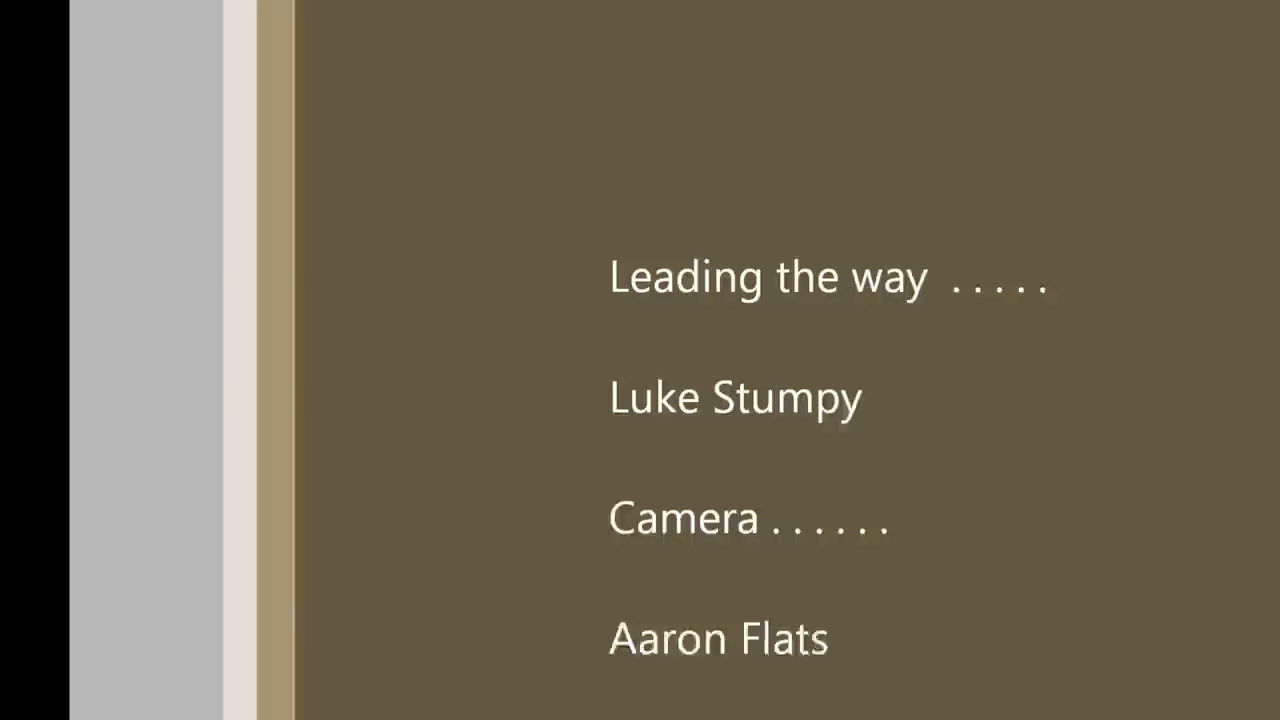 Leading the way . . . . .
Luke Stumpy
Camera . . . . . .
Aaron Flats